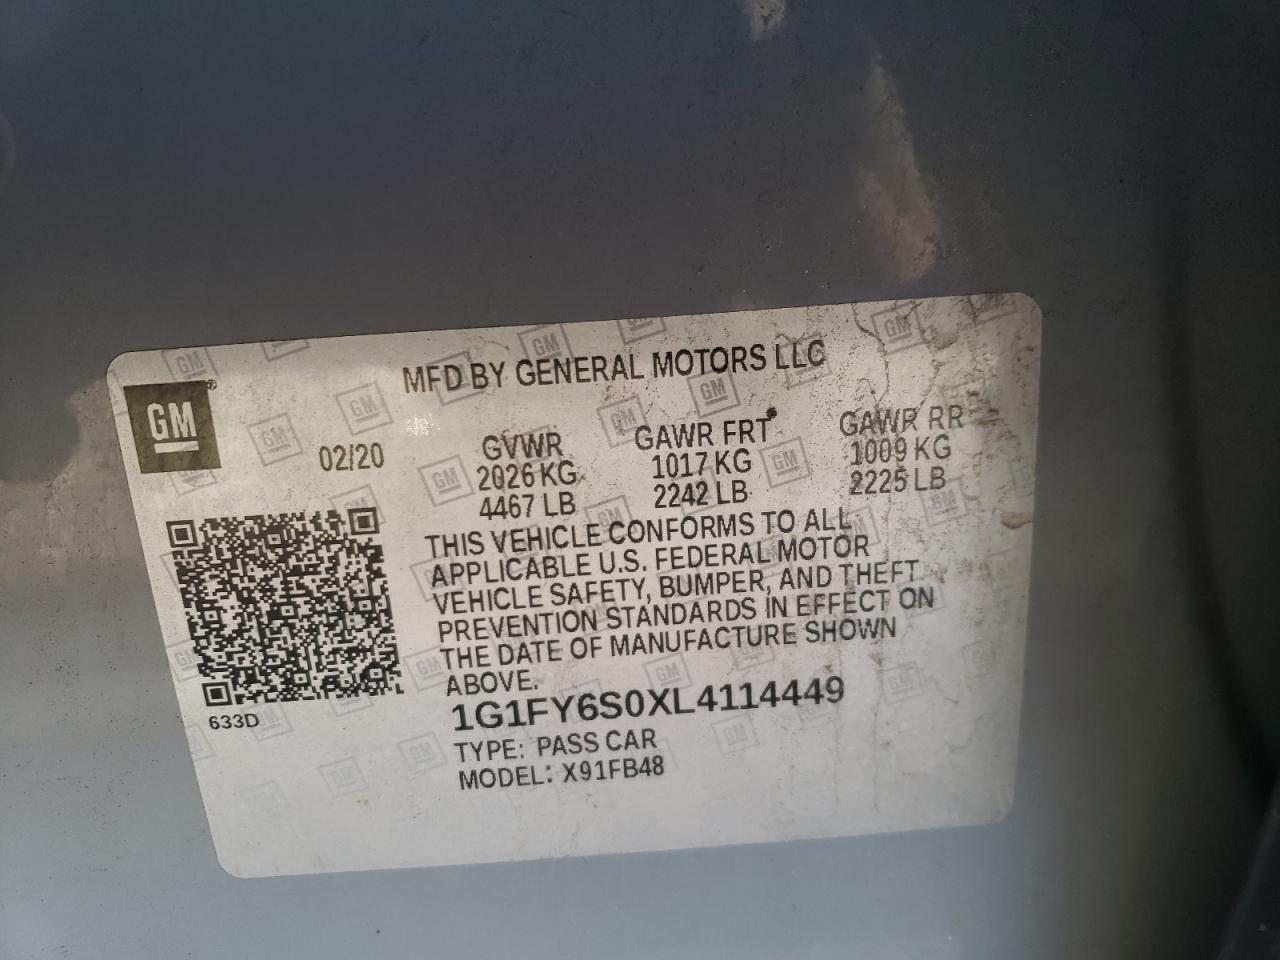 MFD BY GENERAL MOTORS LLC
GM
02/20
GVWR
2026 KG
4467 LB
GAWR FRT
1017 KG
2242 LB
GAWR RR
1009 KG
2225 LB
THIS VEHICLE CONFORMS TO ALL
APPLICABLE U.S. FEDERAL MOTOR
VEHICLE SAFETY, BUMPER, AND THEFT
PREVENTION STANDARDS IN EFFECT ON
THE DATE OF MANUFACTURE SHOWN
ABOVE.
633D
1G1FY6S0XL4114449
TYPE: PASS CAR
MODEL: X91FB48